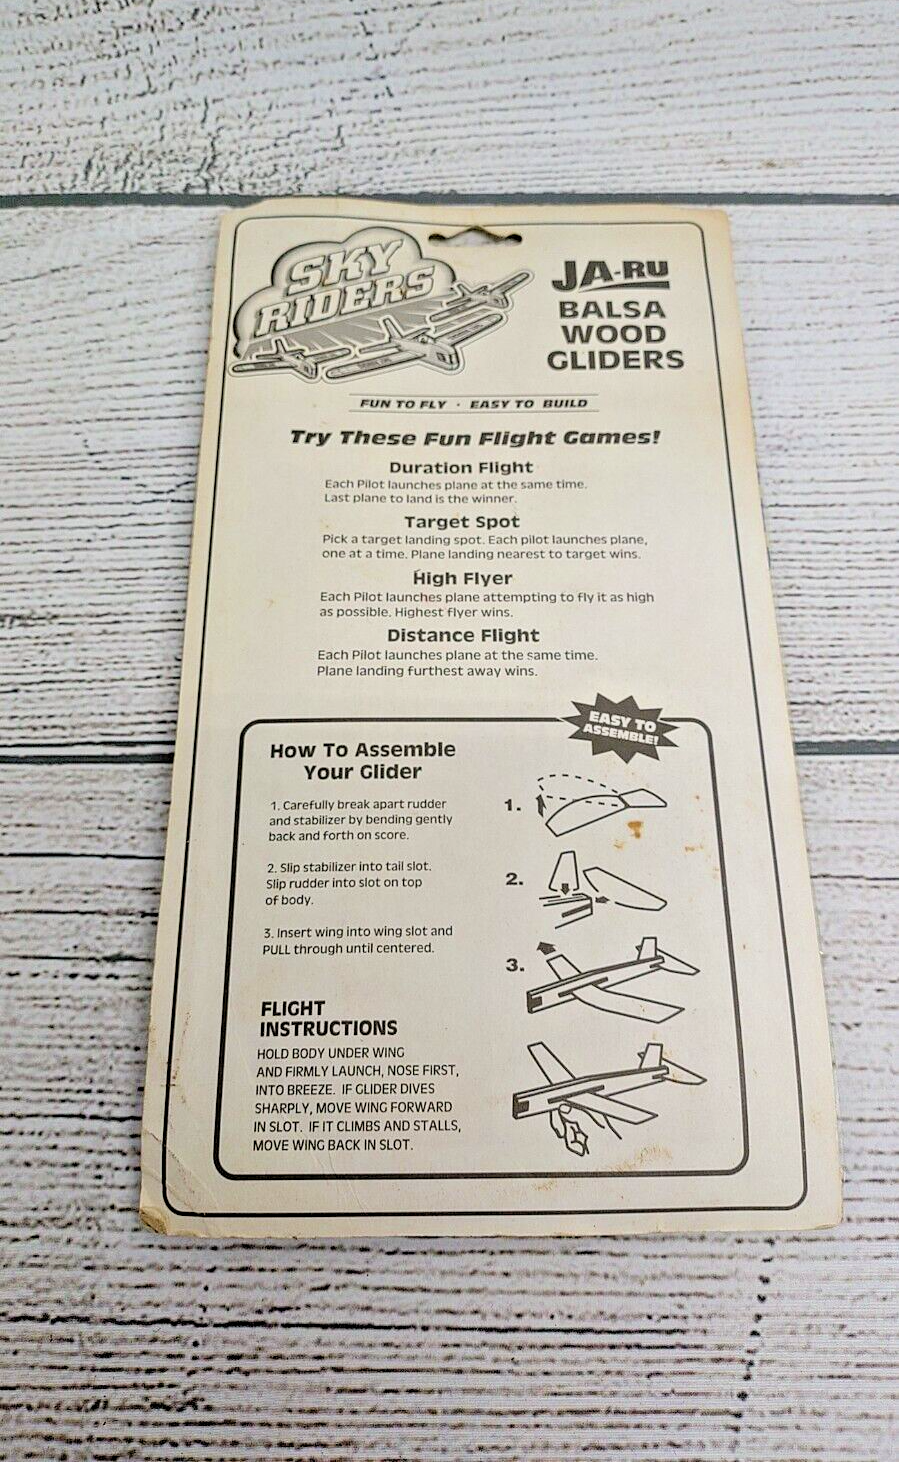 SKY
RIDERS
JA-RU
BALSA
WOOD
GLIDERS
FUN TO FLY · EASY TO BUILD
Try These Fun Flight Games!
Duration Flight
Each Pilot launches plane at the same time.
Last plane to land is the winner.
Target Spot
Pick a target landing spot. Each pilot launches plane,
one at a time. Plane landing nearest to target wins.
High Flyer
Each Pilot launches plane attempting to fly it as high
as possible. Highest flyer wins.
Distance Flight
Each Pilot launches plane at the same time.
Plane landing furthest away wins.
EASY TO
ASSEMBLE!
How To Assemble
Your Glider
1. Carefully break apart rudder
and stabilizer by bending gently
back and forth on score.
2. Slip stabilizer into tail slot.
Slip rudder into slot on top
of body.
3. Insert wing into wing slot and
PULL through until centered.
1.
2.
3.
FLIGHT
INSTRUCTIONS
HOLD BODY UNDER WING
AND FIRMLY LAUNCH, NOSE FIRST,
INTO BREEZE. IF GLIDER DIVES
SHARPLY, MOVE WING FORWARD
IN SLOT. IF IT CLIMBS AND STALLS,
MOVE WING BACK IN SLOT.